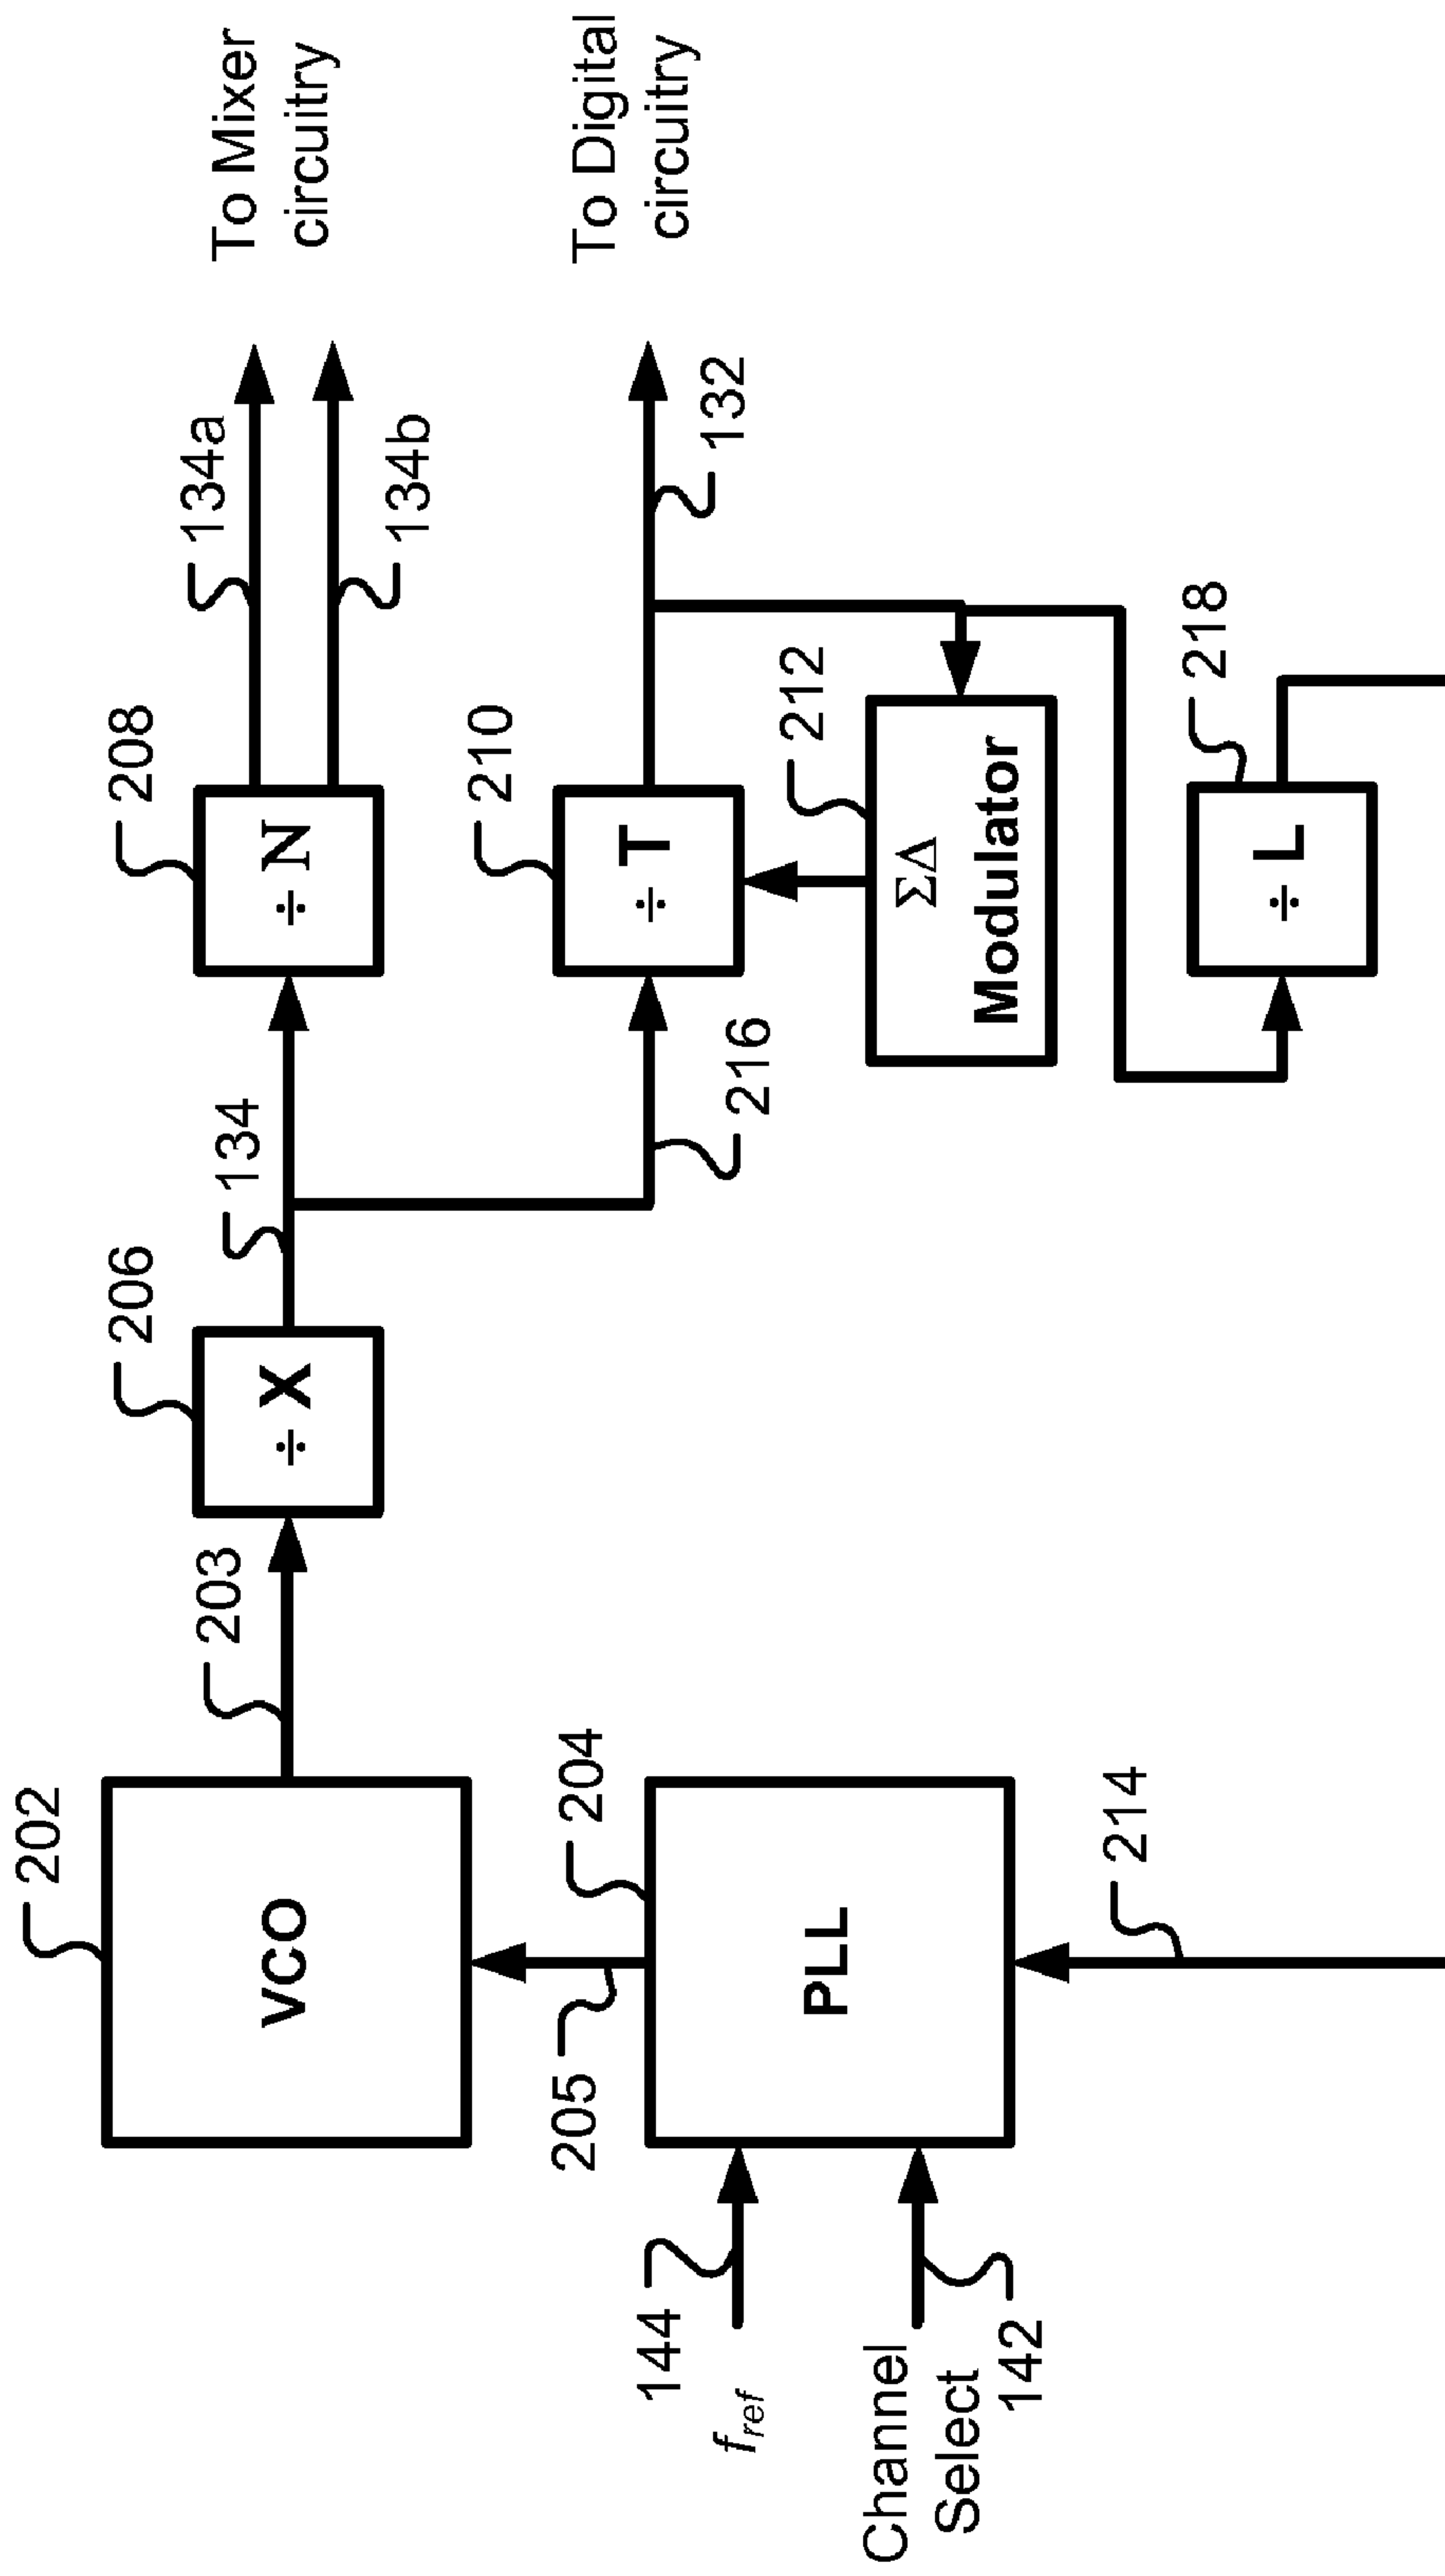 202
VCO
203
206
÷ X
134
208
÷ N
134a
134b
To Mixer
circuitry
205
204
PLL
144
f ref
Channel
Select
142
214
216
210
÷ T
132
To Digital
circuitry
212
ΣΔ
Modulator
218
÷ L